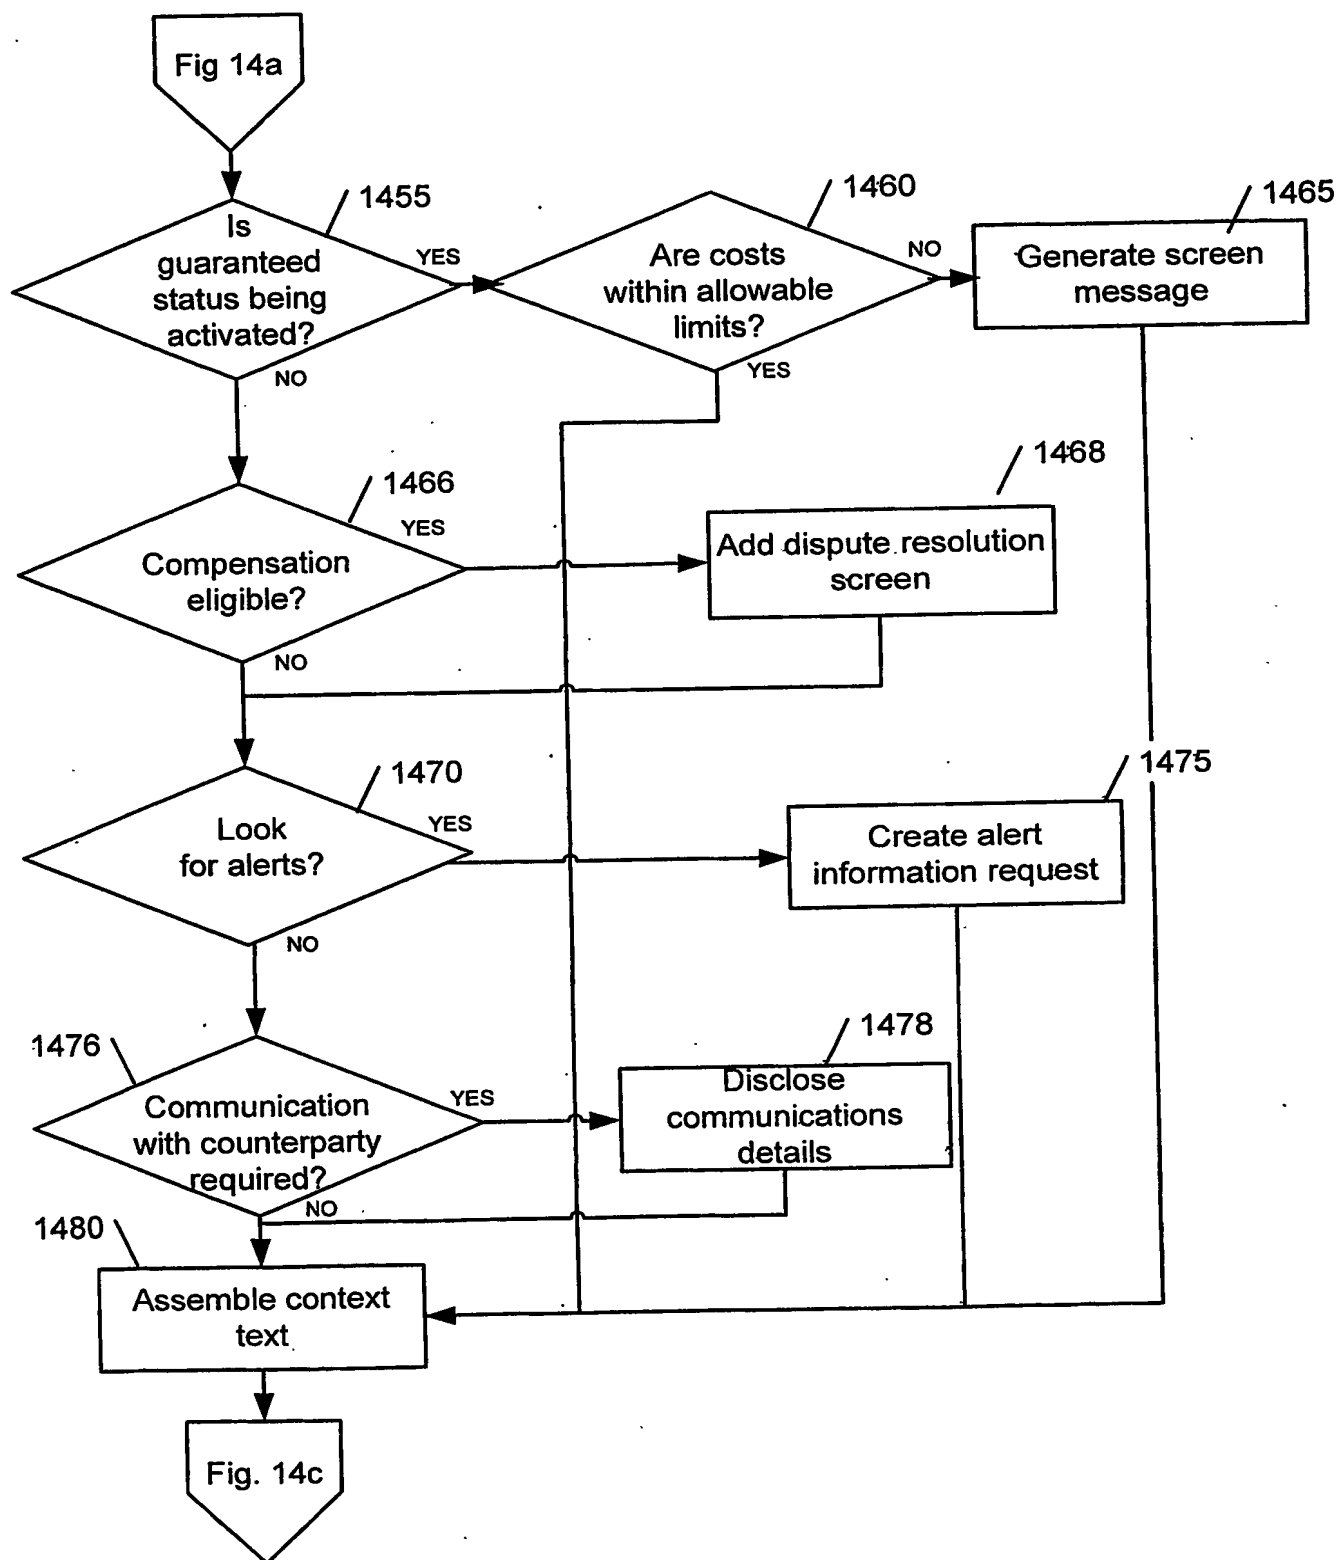 Fig 14a
1455
Is
guaranteed
status being
activated?
YES
NO
1460
Are costs
within allowable
limits?
NO
YES
1465
Generate screen
message
1466
Compensation
eligible?
YES
NO
1468
Add dispute resolution
screen
1470
Look
for alerts?
YES
NO
1475
Create alert
information request
1476
Communication
with counterparty
required?
YES
NO
1478
Disclose
communications
details
1480
Assemble context
text
Fig. 14c